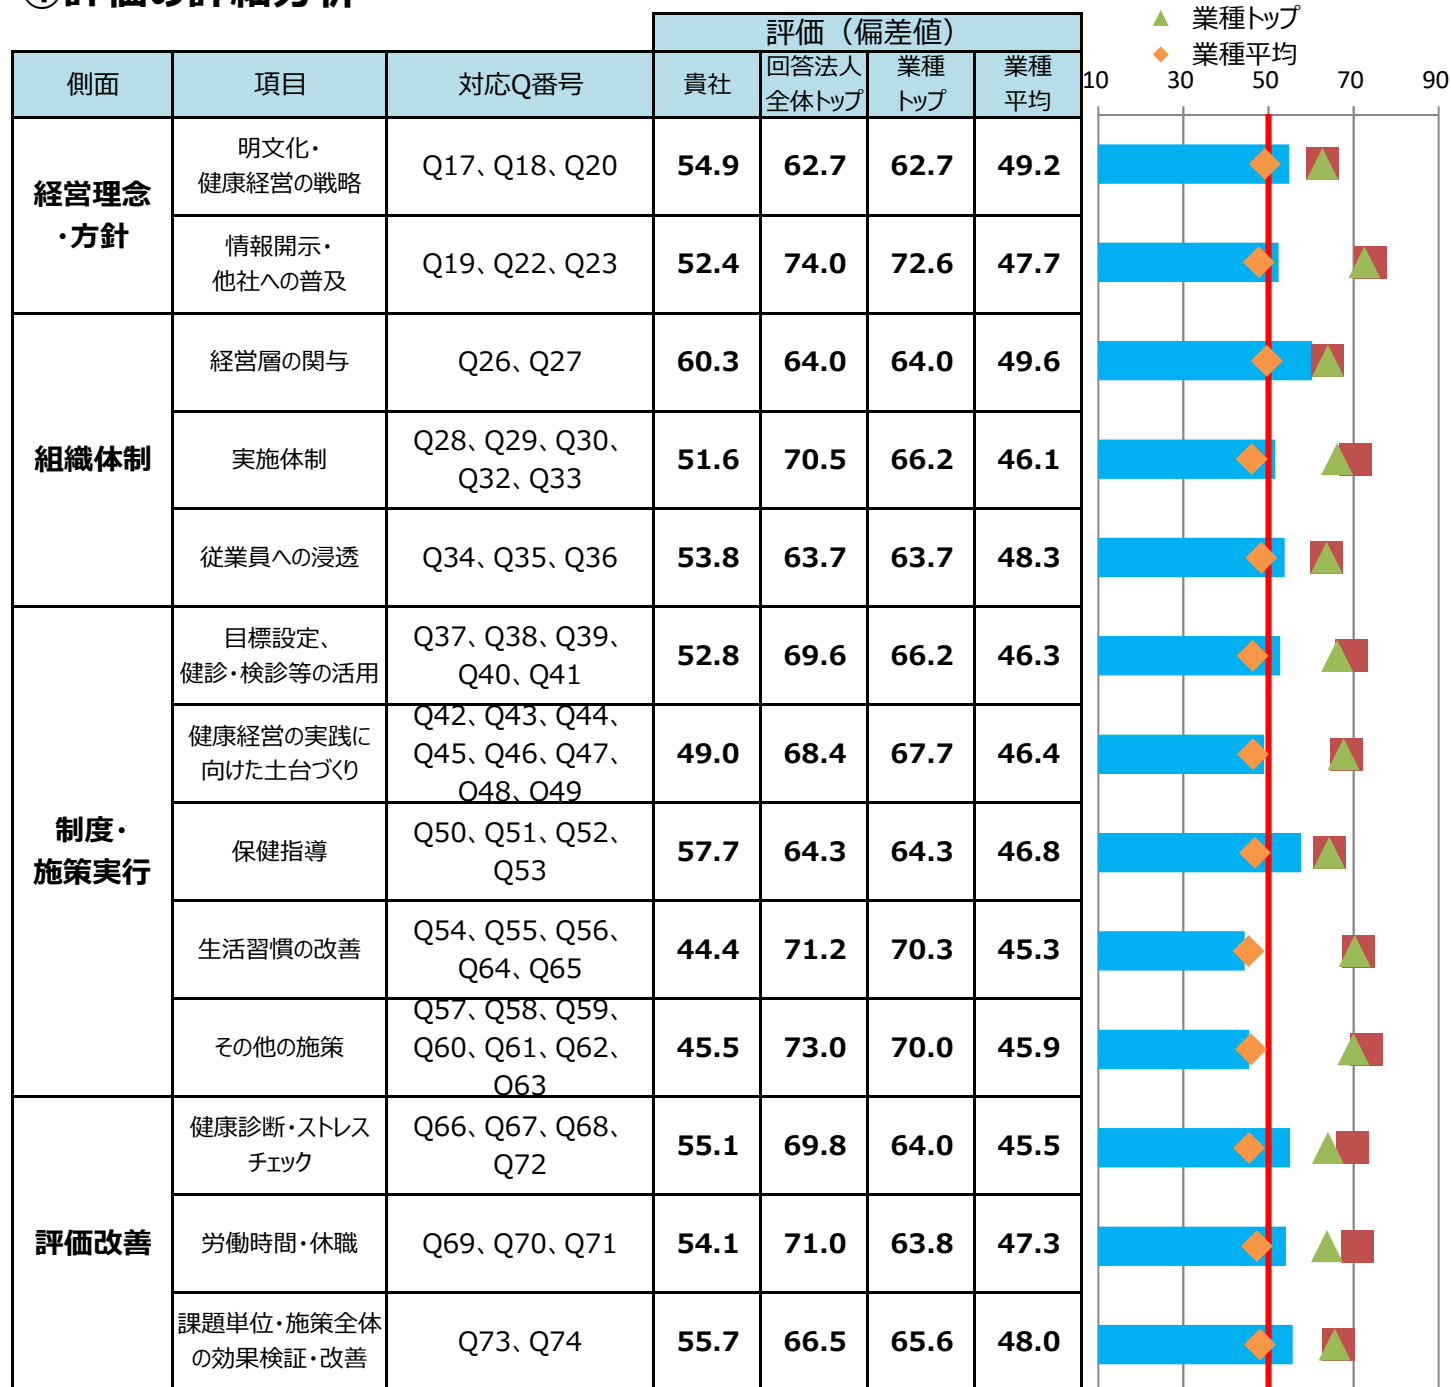 ①評価の詳細分析
▲ 業種トップ
◆ 業種平均
評価（偏差値）
側面 項目 対応Q番号 貴社 回答法人 業種 業種
全体トップ トップ 平均
10 30 50 70 90
経営理念
・方針
明文化・
健康経営の戦略
Q17、Q18、Q20 54.9 62.7 62.7 49.2
情報開示・
他社への普及
Q19、Q22、Q23 52.4 74.0 72.6 47.7
組織体制
経営層の関与 Q26、Q27 60.3 64.0 64.0 49.6
実施体制
Q28、Q29、Q30、
Q32、Q33
51.6 70.5 66.2 46.1
従業員への浸透 Q34、Q35、Q36 53.8 63.7 63.7 48.3
制度・
施策実行
目標設定、
健診・検診等の活用
Q37、Q38、Q39、
Q40、Q41
52.8 69.6 66.2 46.3
健康経営の実践に
向けた土台づくり
Q42、Q43、Q44、
Q45、Q46、Q47、
Q48、Q49
49.0 68.4 67.7 46.4
保健指導
Q50、Q51、Q52、
Q53
57.7 64.3 64.3 46.8
生活習慣の改善
Q54、Q55、Q56、
Q64、Q65
44.4 71.2 70.3 45.3
その他の施策
Q57、Q58、Q59、
Q60、Q61、Q62、
Q63
45.5 73.0 70.0 45.9
評価改善
健康診断・ストレス
チェック
Q66、Q67、Q68、
Q72
55.1 69.8 64.0 45.5
労働時間・休職 Q69、Q70、Q71 54.1 71.0 63.8 47.3
課題単位・施策全体
の効果検証・改善
Q73、Q74 55.7 66.5 65.6 48.0